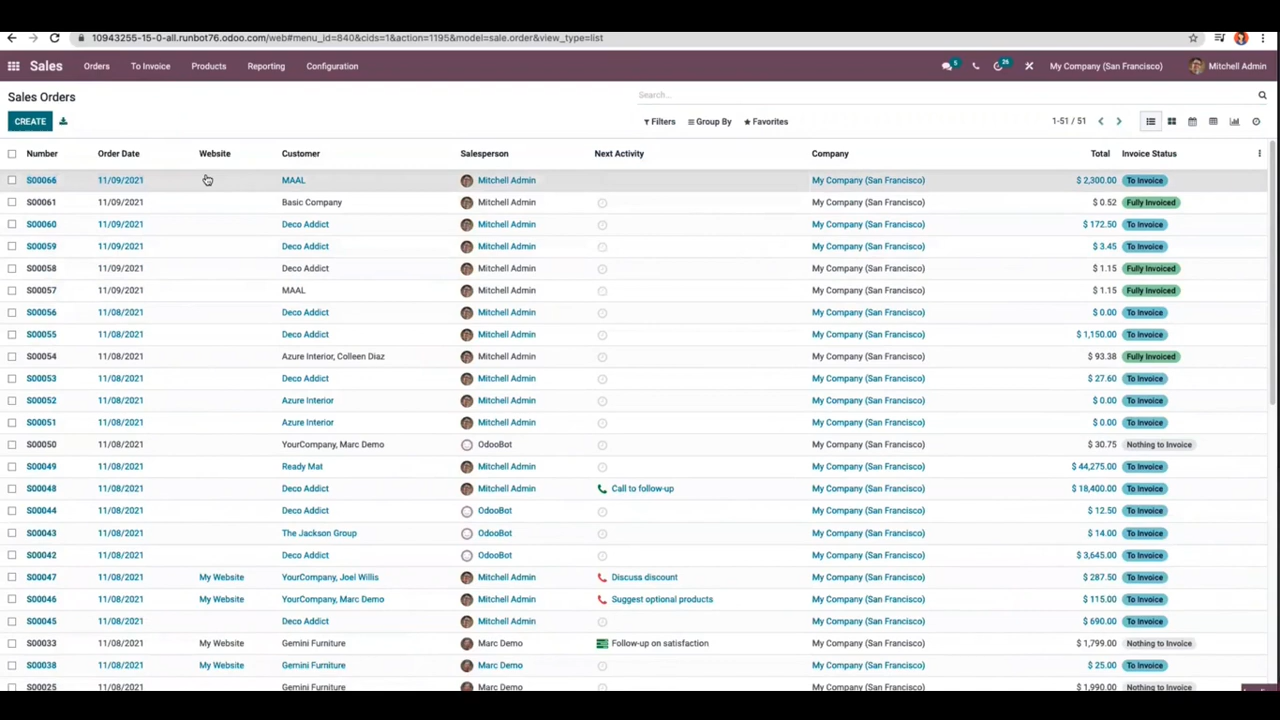 10943255-15-0-all.runbot76.odoo.com/web#menu_id=840&cids=1&action=1195&model=sale.order&view_type=list
Sales Orders To Invoice Products Reporting Configuration 5 26 My Company (San Francisco) Mitchell Admin
Sales Orders Search...
CREATE Filters Group By Favorites 1-51 / 51
Number Order Date Website Customer Salesperson Next Activity Company Total Invoice Status
S00066 11/09/2021 MAAL Mitchell Admin My Company (San Francisco) $ 2,300.00 To Invoice
S00061 11/09/2021 Basic Company Mitchell Admin My Company (San Francisco) $ 0.52 Fully Invoiced
S00060 11/09/2021 Deco Addict Mitchell Admin My Company (San Francisco) $ 172.50 To Invoice
S00059 11/09/2021 Deco Addict Mitchell Admin My Company (San Francisco) $ 3.45 To Invoice
S00058 11/09/2021 Deco Addict Mitchell Admin My Company (San Francisco) $ 1.15 Fully Invoiced
S00057 11/09/2021 MAAL Mitchell Admin My Company (San Francisco) $ 1.15 Fully Invoiced
S00056 11/08/2021 Deco Addict Mitchell Admin My Company (San Francisco) $ 0.00 To Invoice
S00055 11/08/2021 Deco Addict Mitchell Admin My Company (San Francisco) $ 1,150.00 To Invoice
S00054 11/08/2021 Azure Interior, Colleen Diaz Mitchell Admin My Company (San Francisco) $ 93.38 Fully Invoiced
S00053 11/08/2021 Deco Addict Mitchell Admin My Company (San Francisco) $ 27.60 To Invoice
S00052 11/08/2021 Azure Interior Mitchell Admin My Company (San Francisco) $ 0.00 To Invoice
S00051 11/08/2021 Azure Interior Mitchell Admin My Company (San Francisco) $ 0.00 To Invoice
S00050 11/08/2021 YourCompany, Marc Demo OdooBot My Company (San Francisco) $ 30.75 Nothing to Invoice
S00049 11/08/2021 Ready Mat Mitchell Admin My Company (San Francisco) $ 44,275.00 To Invoice
S00048 11/08/2021 Deco Addict Mitchell Admin Call to follow-up My Company (San Francisco) $ 18,400.00 To Invoice
S00044 11/08/2021 Deco Addict OdooBot My Company (San Francisco) $ 12.50 To Invoice
S00043 11/08/2021 The Jackson Group OdooBot My Company (San Francisco) $ 14.00 To Invoice
S00042 11/08/2021 Deco Addict OdooBot My Company (San Francisco) $ 3,645.00 To Invoice
S00047 11/08/2021 My Website YourCompany, Joel Willis Mitchell Admin Discuss discount My Company (San Francisco) $ 287.50 To Invoice
S00046 11/08/2021 My Website YourCompany, Marc Demo Mitchell Admin Suggest optional products My Company (San Francisco) $ 115.00 To Invoice
S00045 11/08/2021 Deco Addict Mitchell Admin My Company (San Francisco) $ 690.00 To Invoice
S00033 11/08/2021 My Website Gemini Furniture Marc Demo Follow-up on satisfaction My Company (San Francisco) $ 1,799.00 Nothing to Invoice
S00038 11/08/2021 My Website Gemini Furniture Marc Demo My Company (San Francisco) $ 25.00 To Invoice
S00025 11/08/2021 Gemini Furniture Marc Demo My Company (San Francisco) $ 1,990.00 Nothing to Invoice